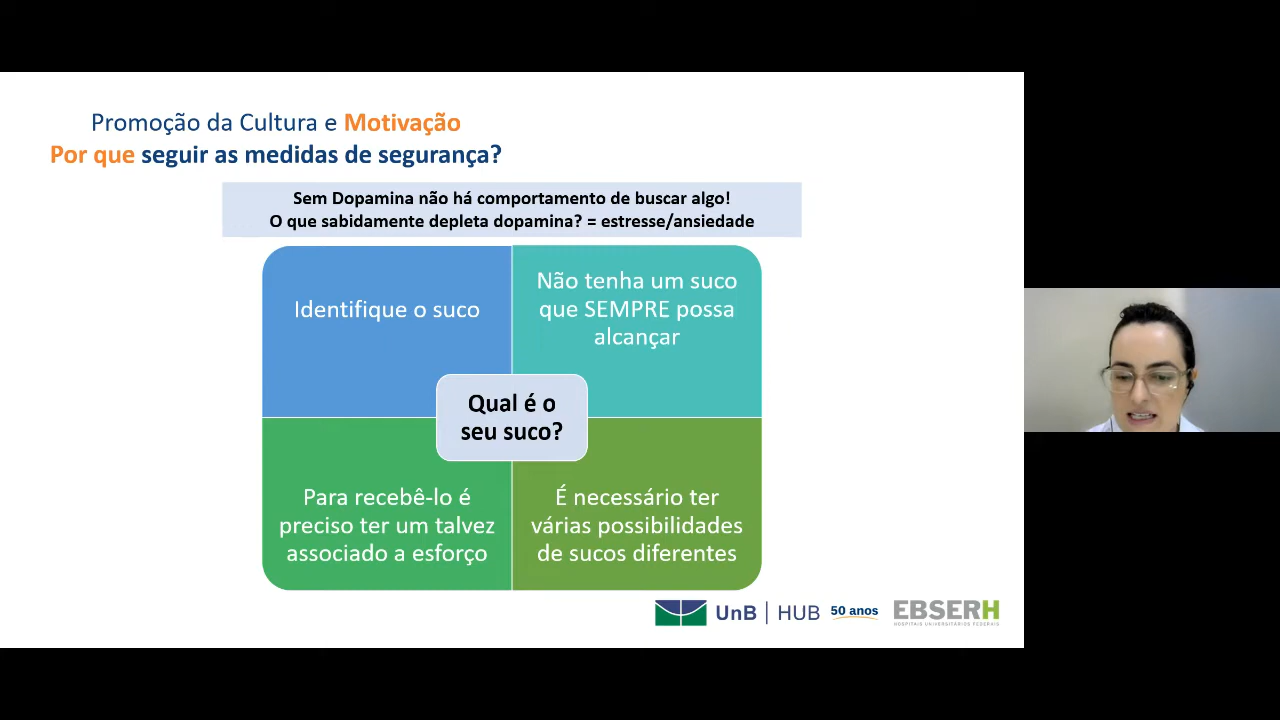 Promoção da Cultura e Motivação
Por que seguir as medidas de segurança?
Sem Dopamina não há comportamento de buscar algo!
O que sabidamente depleta dopamina? = estresse/ansiedade
Identifique o suco
Não tenha um suco
que SEMPRE possa
alcançar
Qual é o
seu suco?
Para recebê-lo é
preciso ter um talvez
associado a esforço
É necessário ter
várias possibilidades
de sucos diferentes
UnB | HUB
50 anos
EBSERH
HOSPITAIS UNIVERSITÁRIOS FEDERAIS